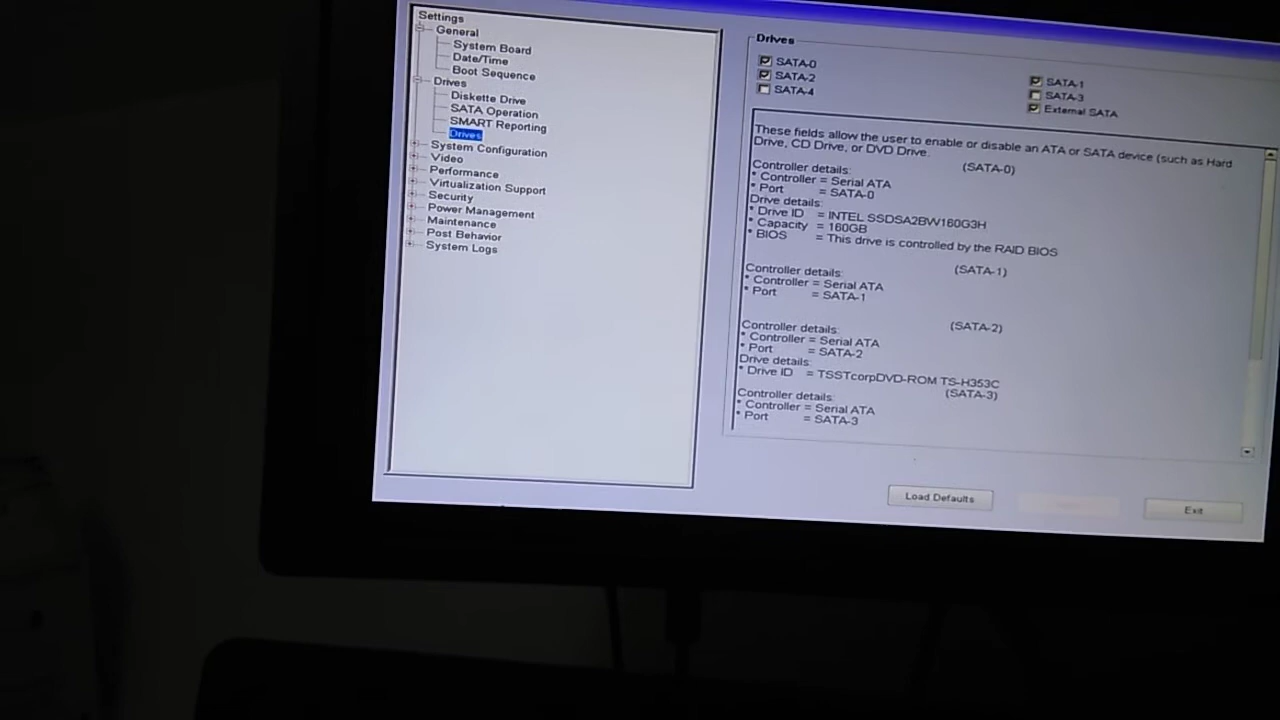 Settings
General
System Board
Date/Time
Boot Sequence
Drives
Diskette Drive
SATA Operation
SMART Reporting
Drives
System Configuration
Video
Performance
Virtualization Support
Security
Power Management
Maintenance
Post Behavior
System Logs
Drives
SATA-0
SATA-2
SATA-4
SATA-1
SATA-3
External SATA
These fields allow the user to enable or disable an ATA or SATA device (such as Hard
Drive, CD Drive, or DVD Drive.
Controller details: (SATA-0)
* Controller = Serial ATA
* Port = SATA-0
Drive details:
* Drive ID = INTEL SSDSA2BW160G3H
* Capacity = 160GB
* BIOS = This drive is controlled by the RAID BIOS
Controller details: (SATA-1)
* Controller = Serial ATA
* Port = SATA-1
Controller details: (SATA-2)
* Controller = Serial ATA
* Port = SATA-2
Drive details:
* Drive ID = TSSTcorpDVD-ROM TS-H353C
Controller details: (SATA-3)
* Controller = Serial ATA
* Port = SATA-3
Load Defaults
Exit